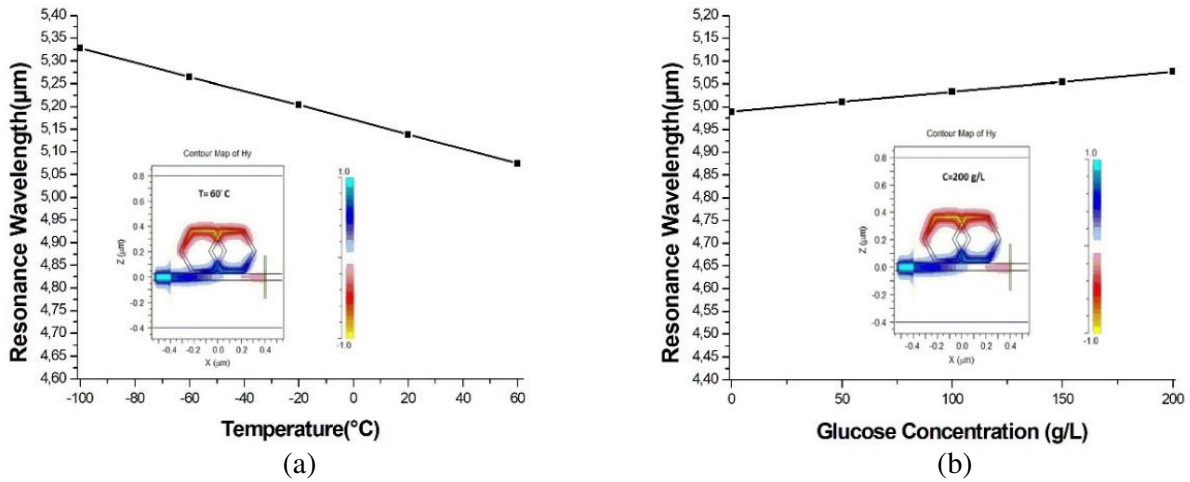 5,40
5,35
5,30
5,25
5,20
5,15
5,10
5,05
5,00
4,95
4,90
4,85
4,80
4,75
4,70
4,65
4,60
Resonance Wavelength(µm)
-100 -80 -60 -40 -20 0 20 40 60
Temperature(°C)
Contour Map of Hy
T= 60° C
0.8
0.6
0.4
0.2
0.0
-0.2
-0.4
Z (µm)
-0.4 -0.2 0.0 0.2 0.4
X (µm)
1.0
-1.0
(a)
5,25
5,20
5,15
5,10
5,05
5,00
4,95
4,90
4,85
4,80
4,75
4,70
4,65
4,60
4,55
4,50
4,45
4,40
Resonance Wavelength(µm)
0 50 100 150 200
Glucose Concentration (g/L)
Contour Map of Hy
C=200 g/L
0.8
0.6
0.4
0.2
0.0
-0.2
-0.4
Z (µm)
-0.4 -0.2 0.0 0.2 0.4
X (µm)
1.0
-1.0
(b)